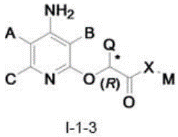 NH₂
A B Q
C N O * X M
(R)
O
I-1-3